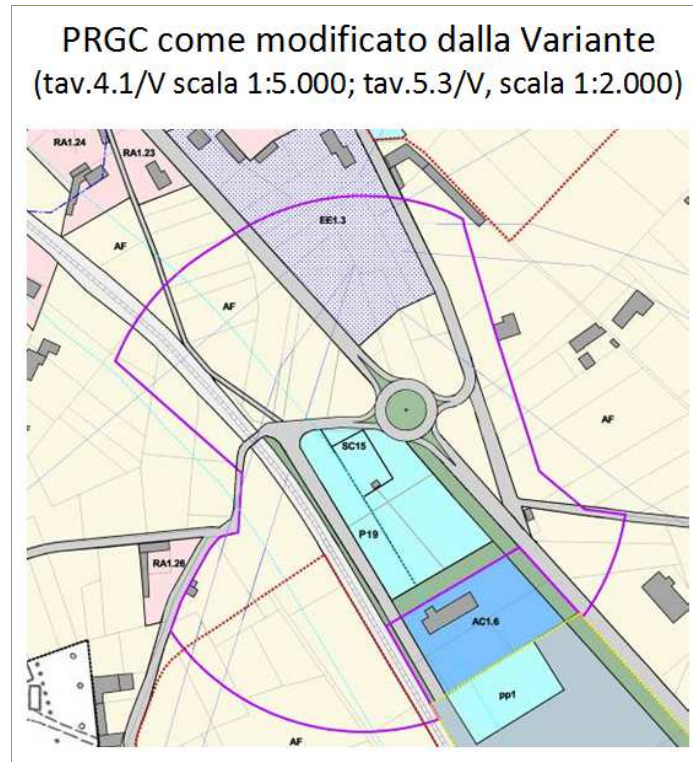 PRGC come modificato dalla Variante
(tav.4.1/V scala 1:5.000; tav.5.3/V, scala 1:2.000)
RA1.24
RA1.23
EE1.3
AF
AF
AF
SC15
P19
RA1.26
AC1.6
pp1
AF